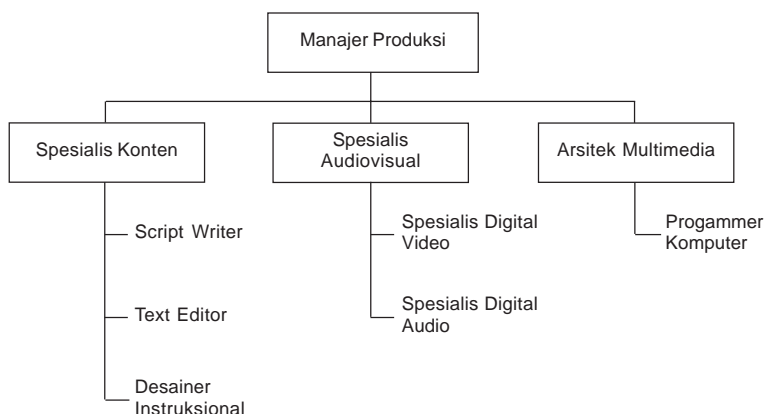 Manajer Produksi
Spesialis Konten
Spesialis
Audiovisual
Arsitek Multimedia
Script Writer
Text Editor
Desainer
Instruksional
Spesialis Digital
Video
Spesialis Digital
Audio
Progammer
Komputer